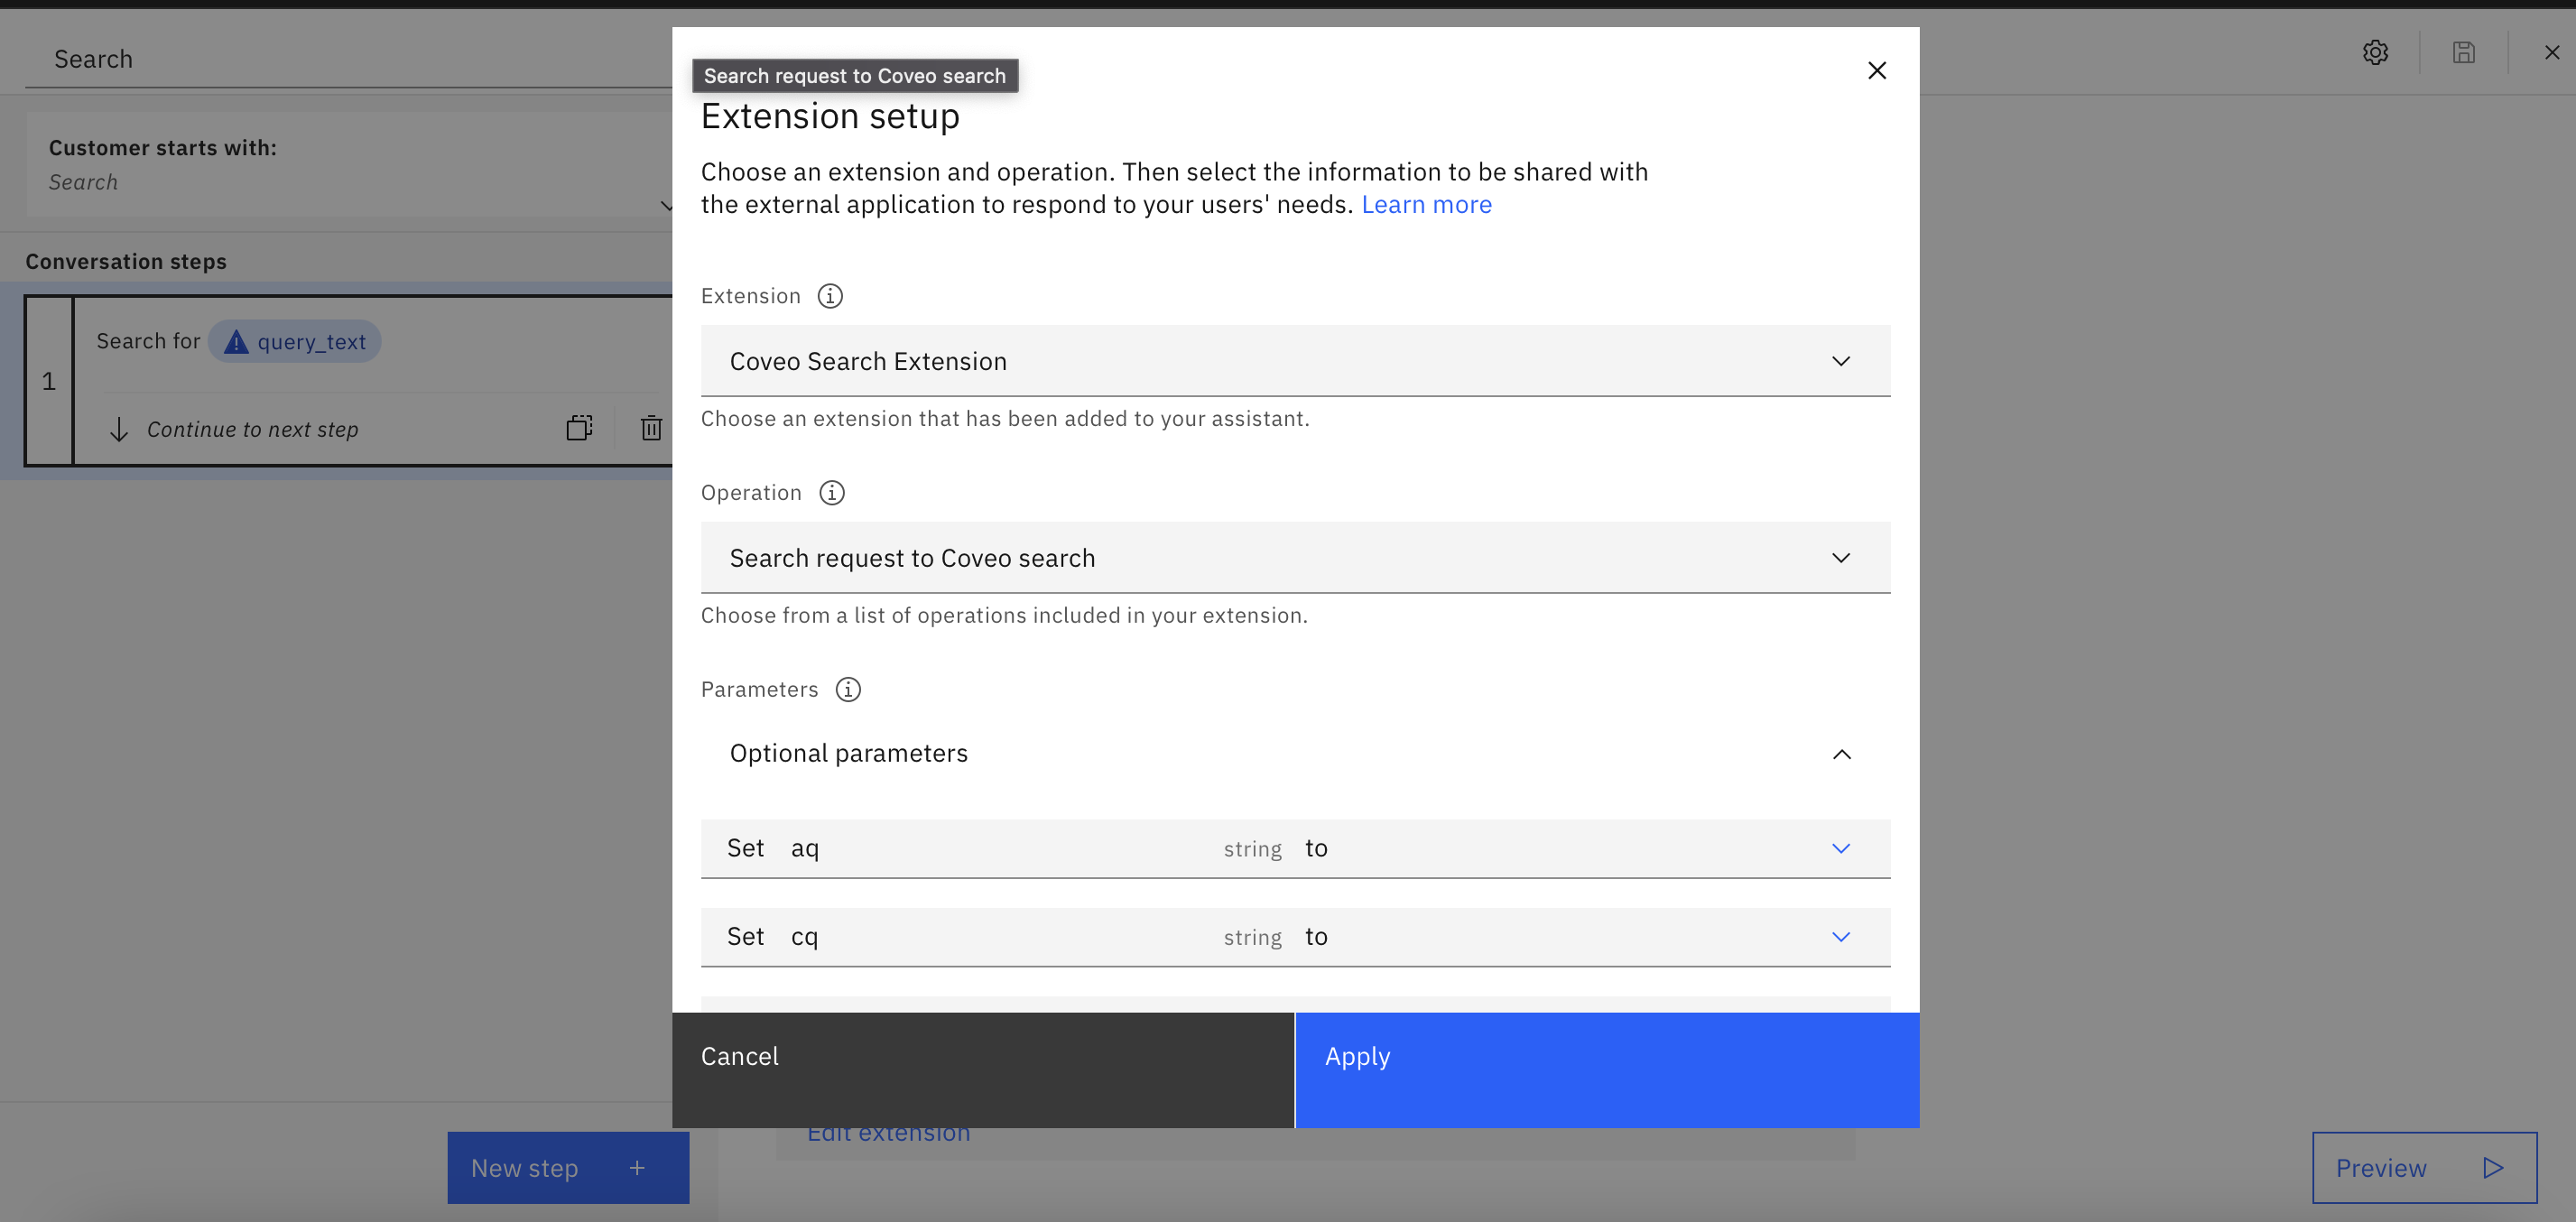 Search
Customer starts with:
Search
Conversation steps
1
Search for query_text
Continue to next step
New step +
Search request to Coveo search
Extension setup
Choose an extension and operation. Then select the information to be shared with
the external application to respond to your users' needs. Learn more
Extension
Coveo Search Extension
Choose an extension that has been added to your assistant.
Operation
Search request to Coveo search
Choose from a list of operations included in your extension.
Parameters
Optional parameters
Set aq string to
Set cq string to
Cancel
Apply
Edit extension
Preview